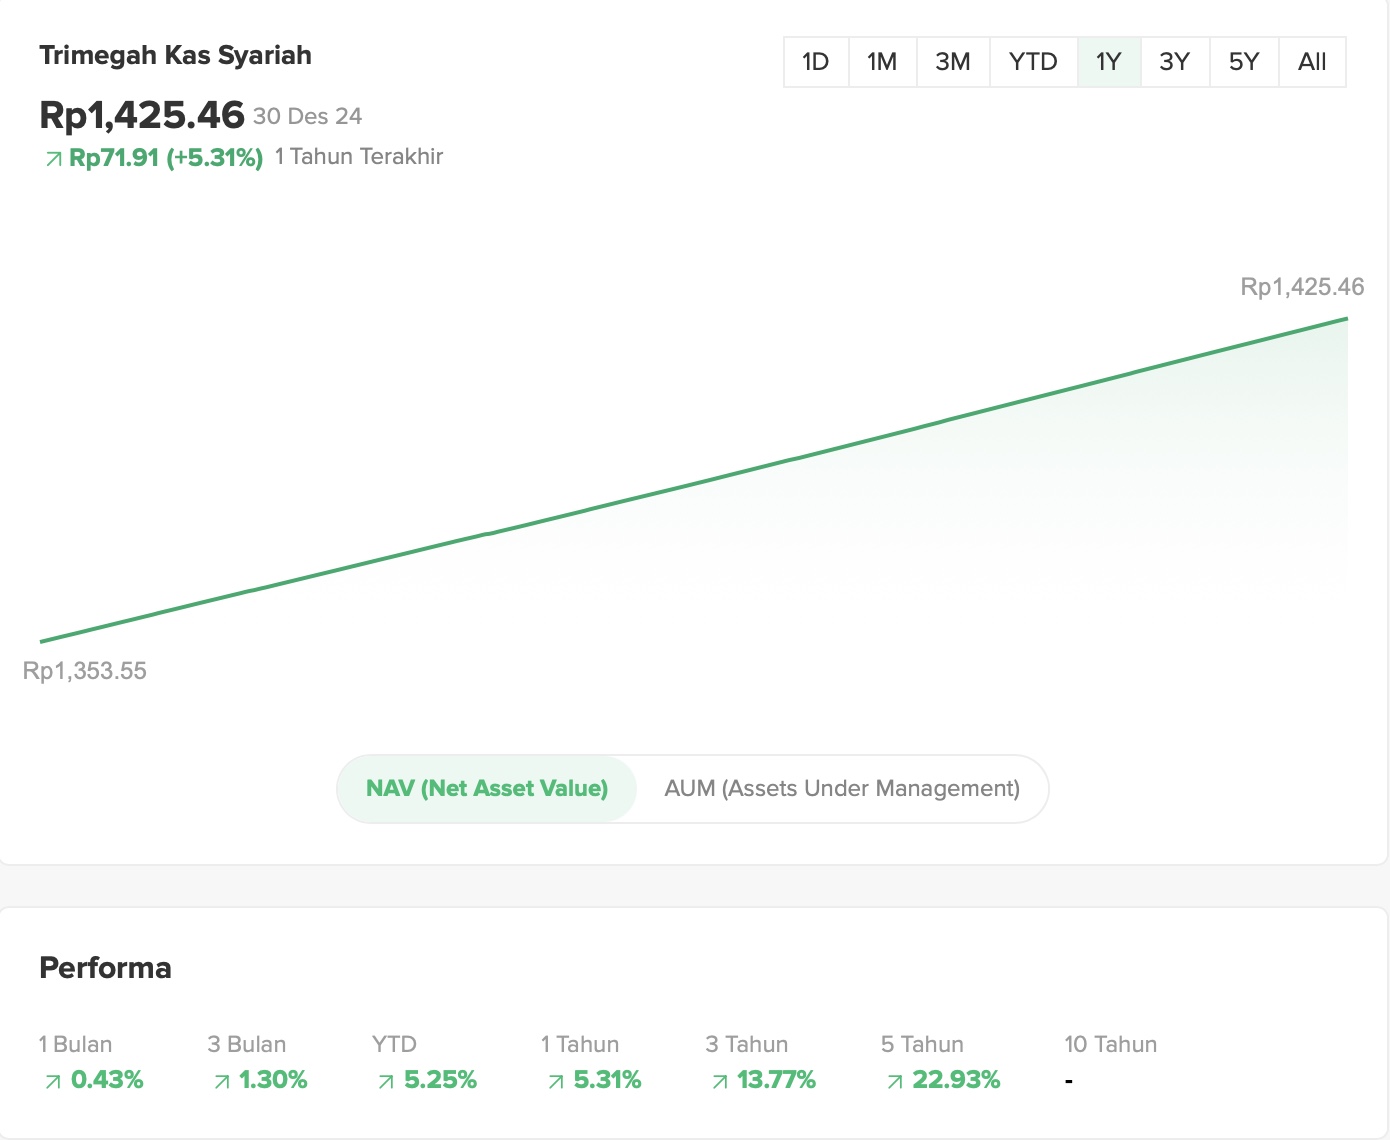 Trimegah Kas Syariah
1D 1M 3M YTD 1Y 3Y 5Y All
Rp1,425.46 30 Des 24
Rp71.91 (+5.31%) 1 Tahun Terakhir
Rp1,425.46
Rp1,353.55
NAV (Net Asset Value) AUM (Assets Under Management)
Performa
1 Bulan 3 Bulan YTD 1 Tahun 3 Tahun 5 Tahun 10 Tahun
0.43% 1.30% 5.25% 5.31% 13.77% 22.93% -